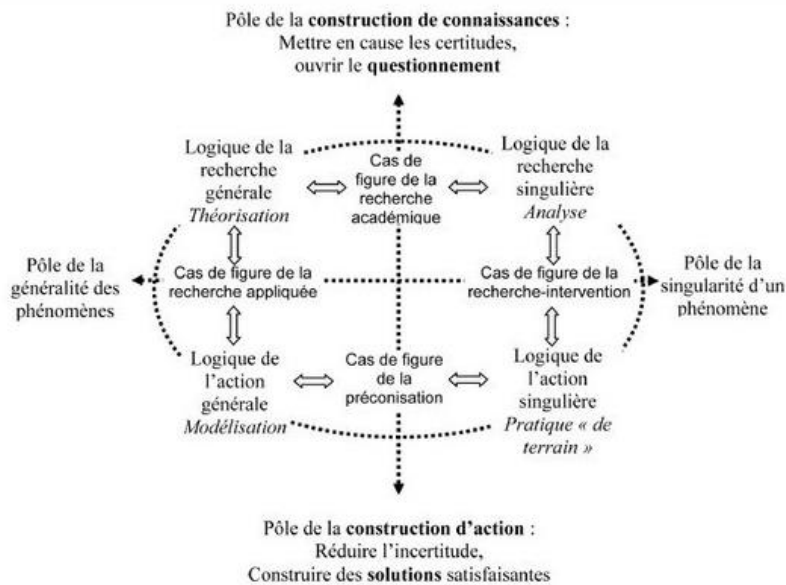 Pôle de la construction de connaissances :
Mettre en cause les certitudes,
ouvrir le questionnement
Logique de la
recherche
générale
Théorisation
Cas de
figure de la
recherche
académique
Logique de la
recherche
singulière
Analyse
Pôle de la
généralité des
phénomènes
Cas de figure de la
recherche appliquée
Cas de figure de la
recherche-intervention
Pôle de la
singularité d'un
phénomène
Logique de
l'action
générale
Modélisation
Cas de figure
de la
préconisation
Logique de
l'action
singulière
Pratique « de
terrain »
Pôle de la construction d'action :
Réduire l'incertitude,
Construire des solutions satisfaisantes